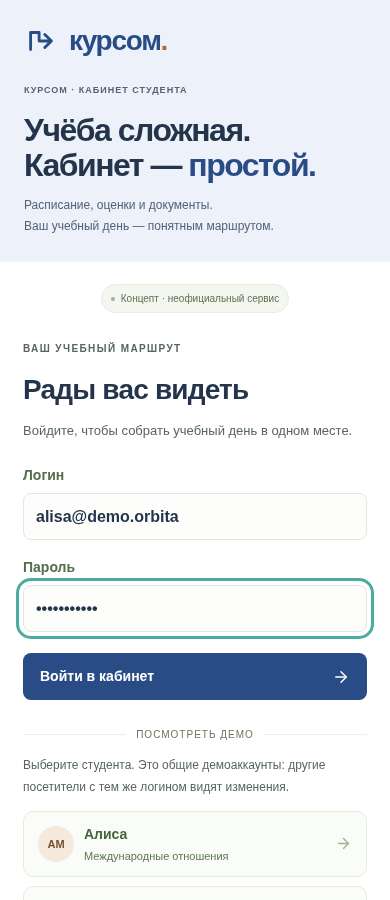 курсом.
КУРСОМ · КАБИНЕТ СТУДЕНТА
Учёба сложная.
Кабинет — простой.
Расписание, оценки и документы.
Ваш учебный день — понятным маршрутом.
Концепт · неофициальный сервис
ВАШ УЧЕБНЫЙ МАРШРУТ
Рады вас видеть
Войдите, чтобы собрать учебный день в одном месте.
Логин
alisa@demo.orbita
Пароль
•••••••••••
Войти в кабинет
ПОСМОТРЕТЬ ДЕМО
Выберите студента. Это общие демоаккаунты: другие
посетители с тем же логином видят изменения.
АМ
Алиса
Международные отношения